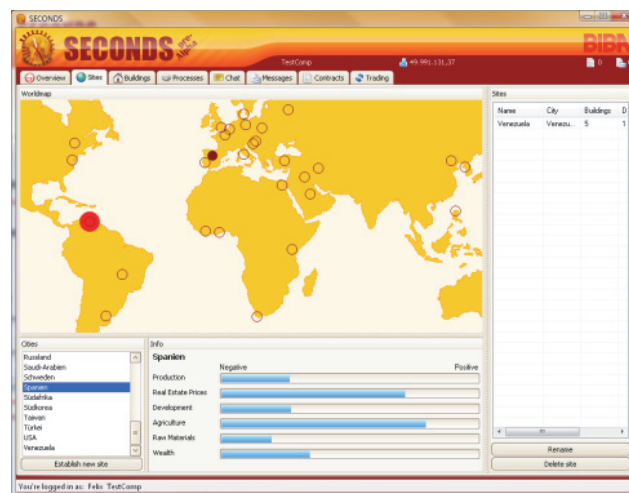 SECONDS
SECONDS pre-Alpha
BIBA
TestComp 49.991.131,37 0
Overview Sites Buildings Processes Chat Messages Contracts Trading
Worldmap
Sites
Name City Buildings D
Venezuela Venezu... 5 1
Cities
Russland
Saudi-Arabien
Schweden
Spanien
Südafrika
Südkorea
Taiwan
Türkei
USA
Venezuela
Establish new site
Info
Spanien
Negative Positive
Production
Real Estate Prices
Development
Agriculture
Raw Materials
Wealth
Rename
Delete site
You're logged in as: Felix TestComp